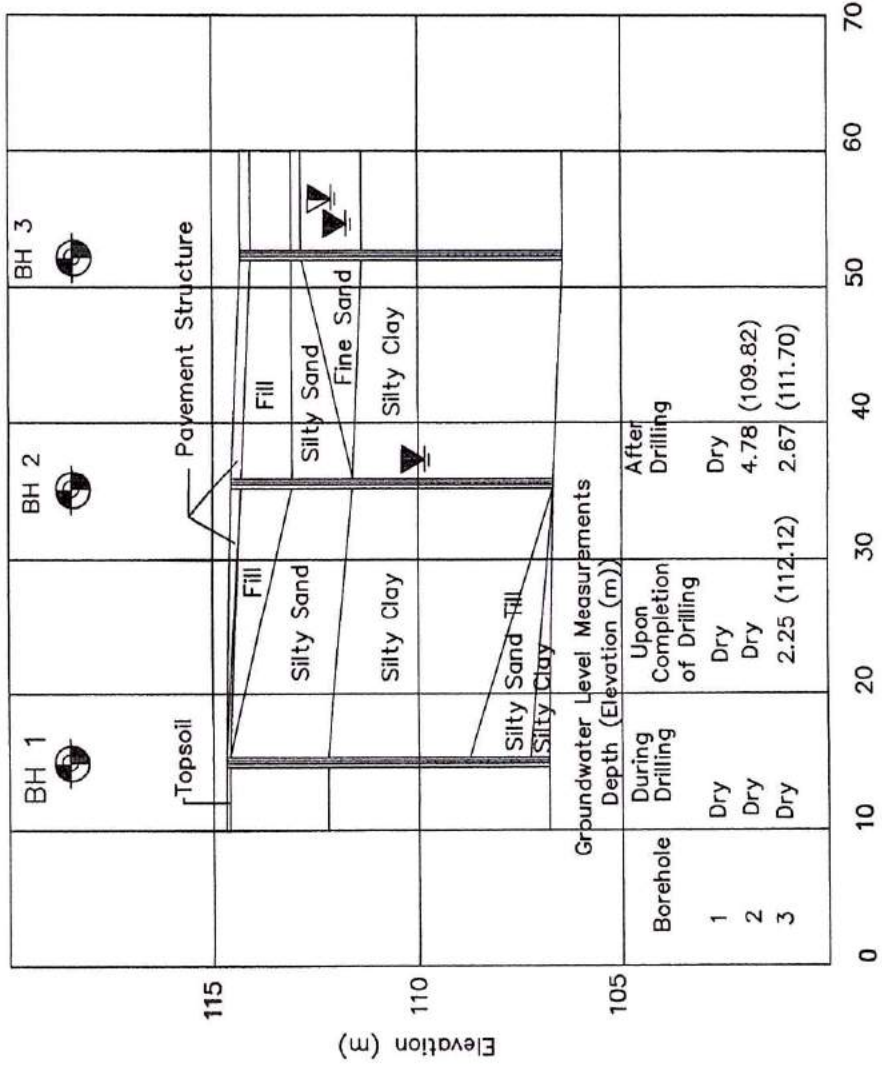 BH 1
BH 2
BH 3
Topsoil
Pavement Structure
Fill
Fill
Silty Sand
Silty Sand
Fine Sand
Silty Clay
Silty Clay
Silty Sand Till
Silty Clay
Elevation (m)
115
110
105
Groundwater Level Measurements
Depth (Elevation (m))
Borehole During Drilling Upon Completion of Drilling After Drilling
1 Dry Dry Dry
2 Dry Dry 4.78 (109.82)
3 Dry 2.25 (112.12) 2.67 (111.70)
0 10 20 30 40 50 60 70